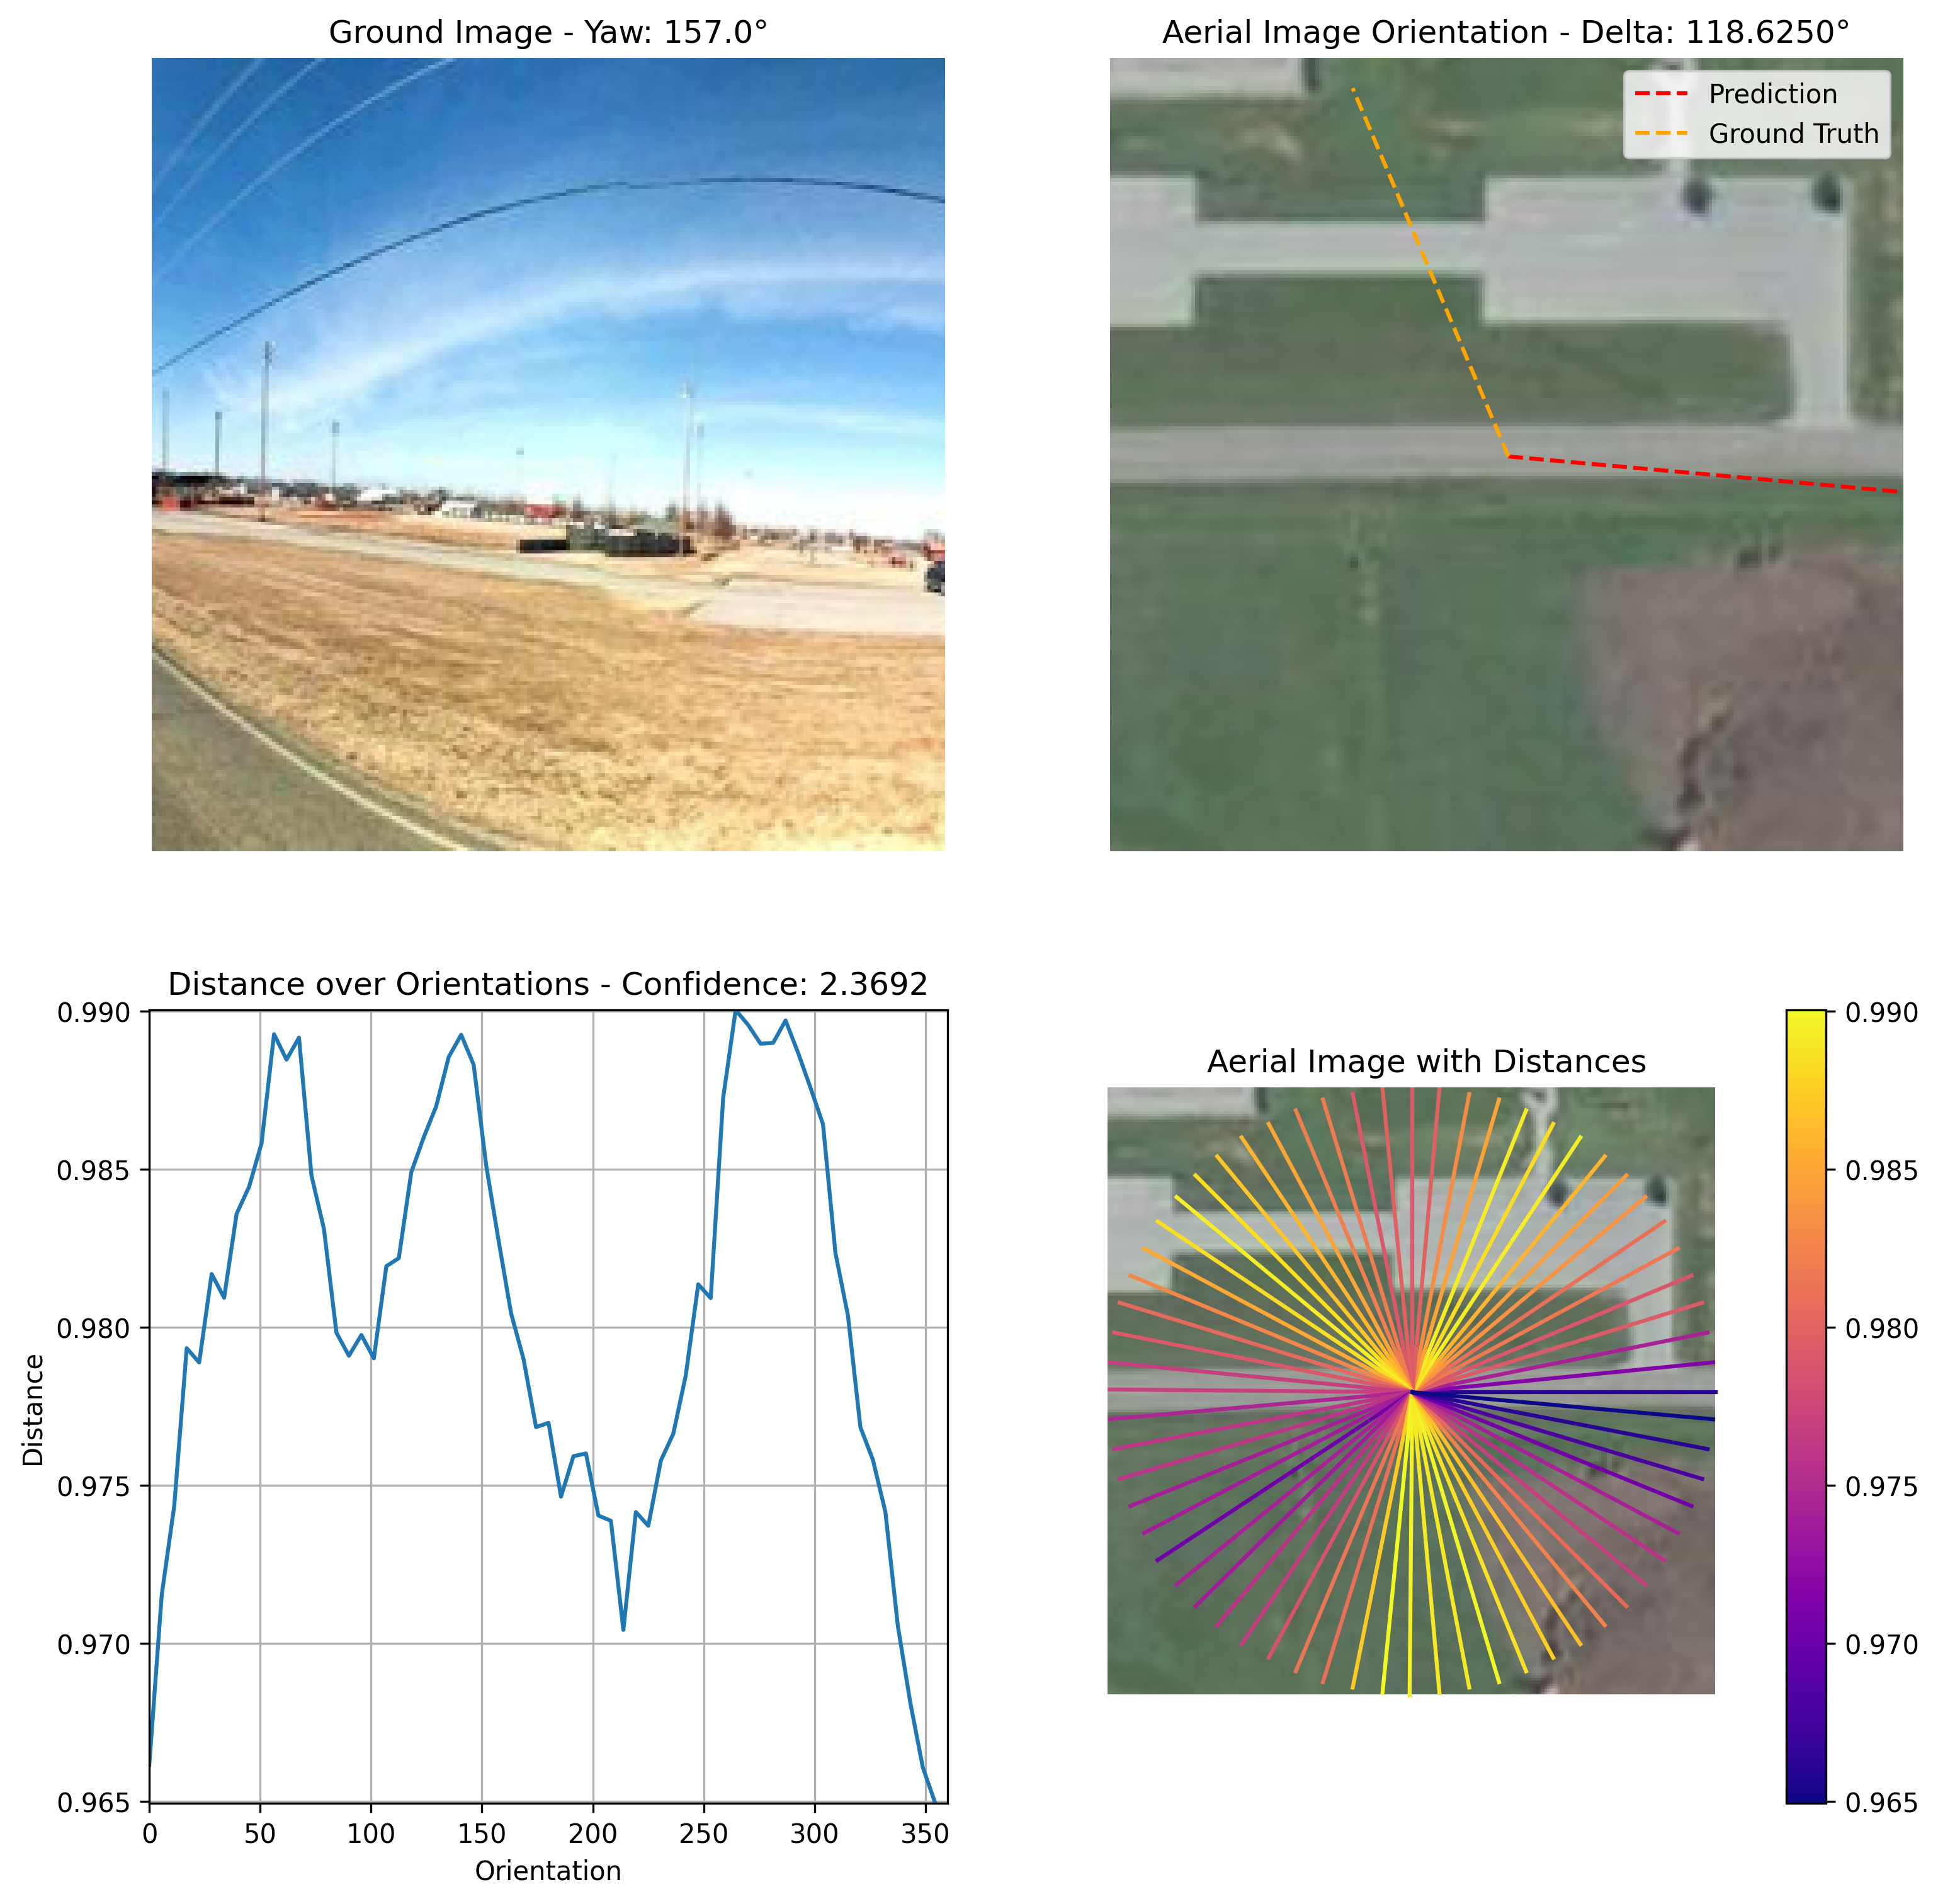 Ground Image - Yaw: 157.0°
Aerial Image Orientation - Delta: 118.6250°
Prediction
Ground Truth
Distance over Orientations - Confidence: 2.3692
0.990
0.985
0.980
0.975
0.970
0.965
Distance
0 50 100 150 200 250 300 350
Orientation
Aerial Image with Distances
0.990
0.985
0.980
0.975
0.970
0.965